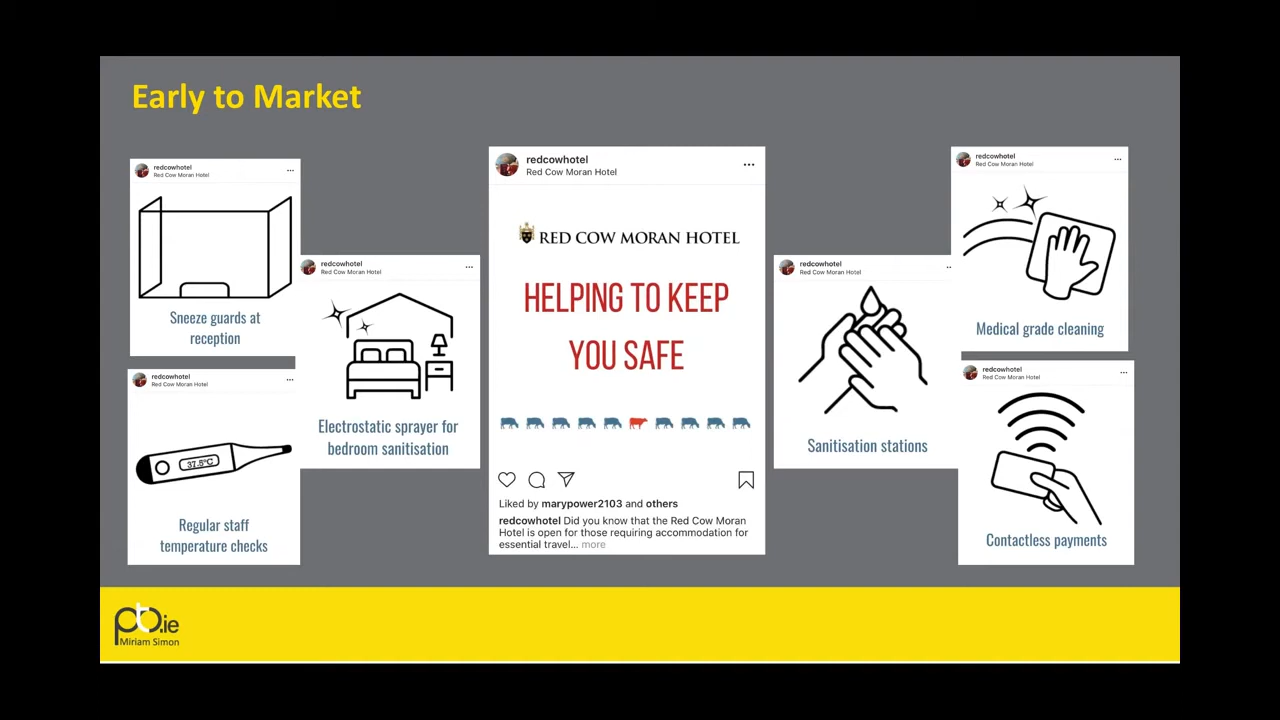 Early to Market
redcowhotel
Red Cow Moran Hotel
Sneeze guards at
reception
redcowhotel
Red Cow Moran Hotel
37.5°C
Regular staff
temperature checks
redcowhotel
Red Cow Moran Hotel
Electrostatic sprayer for
bedroom sanitisation
redcowhotel
Red Cow Moran Hotel
RED COW MORAN HOTEL
HELPING TO KEEP
YOU SAFE
Liked by marypower2103 and others
redcowhotel Did you know that the Red Cow Moran
Hotel is open for those requiring accommodation for
essential travel... more
redcowhotel
Red Cow Moran Hotel
Sanitisation stations
redcowhotel
Red Cow Moran Hotel
Medical grade cleaning
redcowhotel
Red Cow Moran Hotel
Contactless payments
ptb.ie
Miriam Simon